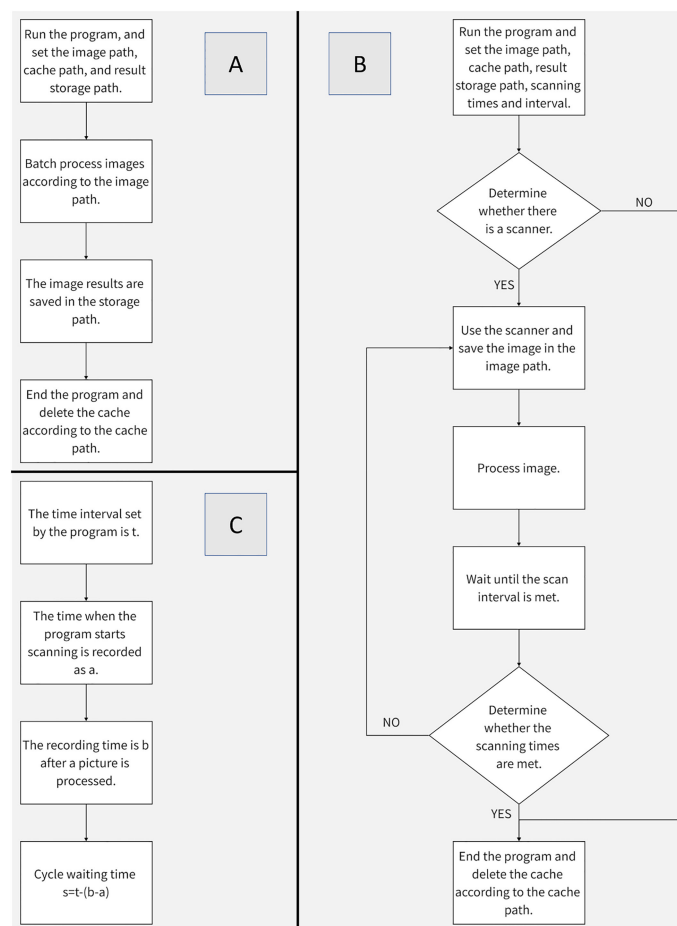 Run the program, and
set the image path,
cache path, and result
storage path.
A
Batch process images
according to the image
path.
The image results are
saved in the storage
path.
End the program and
delete the cache
according to the cache
path.
B
Run the program and
set the image path,
cache path, result
storage path, scanning
times and interval.
Determine
whether there
is a scanner.
NO
YES
Use the scanner and
save the image in the
image path.
Process image.
Wait until the scan
interval is met.
Determine
whether the
scanning times
are met.
NO
YES
End the program and
delete the cache
according to the cache
path.
C
The time interval set
by the program is t.
The time when the
program starts
scanning is recorded
as a.
The recording time is b
after a picture is
processed.
Cycle waiting time
s=t-(b-a)